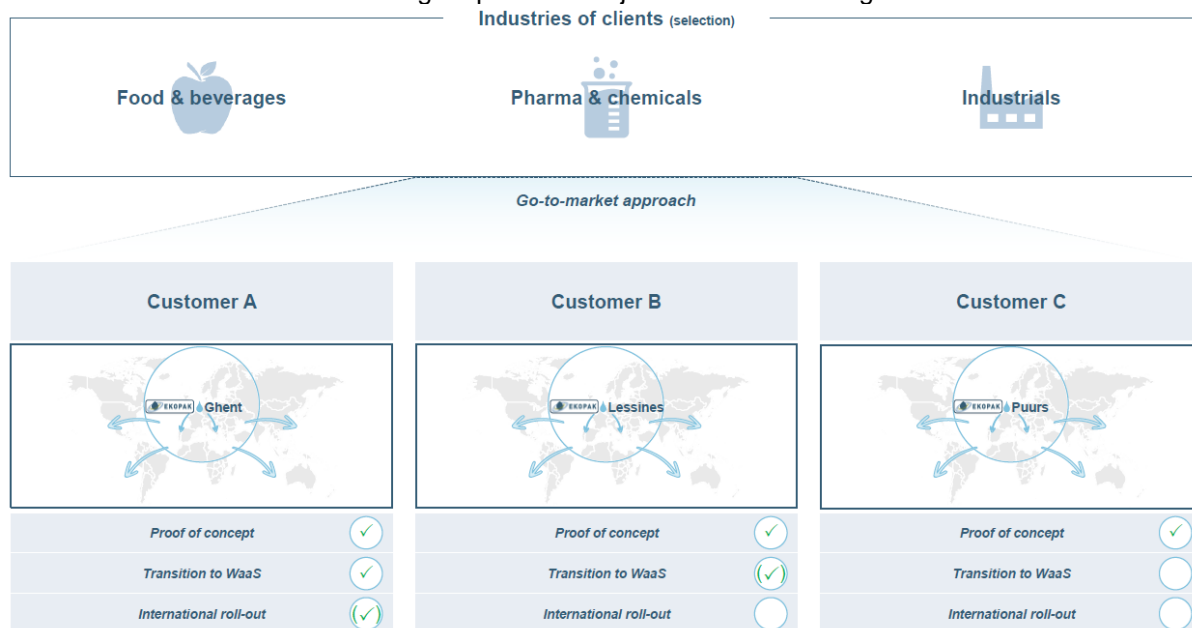 Industries of clients (selection)
Food & beverages
Pharma & chemicals
Industrials
Go-to-market approach
Customer A
Customer B
Customer C
EKOPAK Ghent
EKOPAK Lessines
EKOPAK Puurs
Proof of concept ✓
Proof of concept ✓
Proof of concept ✓
Transition to WaaS ✓
Transition to WaaS (✓)
Transition to WaaS
International roll-out (✓)
International roll-out
International roll-out